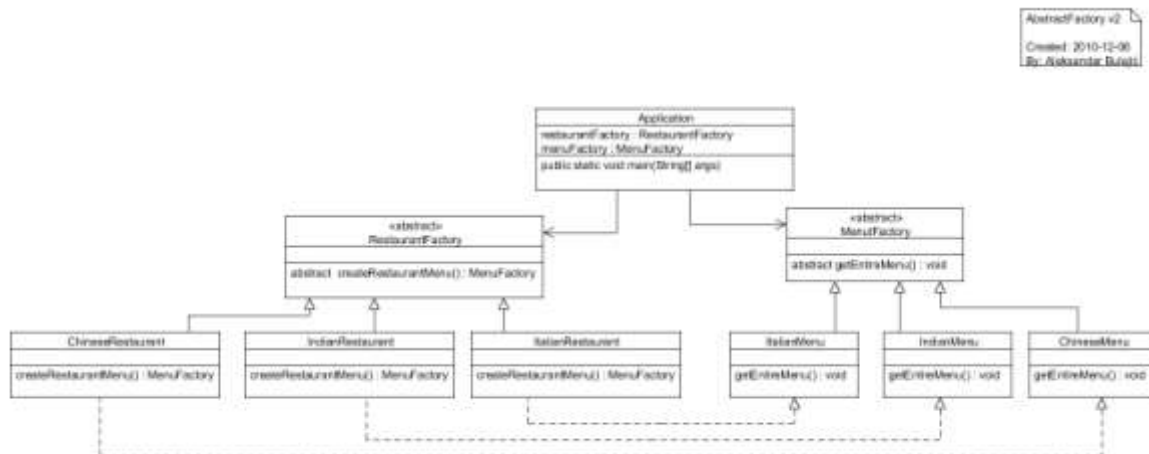 AbstractFactory v2
Created: 2010-12-06
By: Aleksandar Bulajic
Application
restaurantFactory : RestaurantFactory
menuFactory : MenuFactory
public static void main(String[] args)
«abstract»
RestaurantFactory
abstract createRestaurantMenu() : MenuFactory
«abstract»
MenuFactory
abstract getEntireMenu() : void
ChineseRestaurant
createRestaurantMenu() : MenuFactory
IndianRestaurant
createRestaurantMenu() : MenuFactory
ItalianRestaurant
createRestaurantMenu() : MenuFactory
ItalianMenu
getEntireMenu() : void
IndianMenu
getEntireMenu() : void
ChineseMenu
getEntireMenu() : void